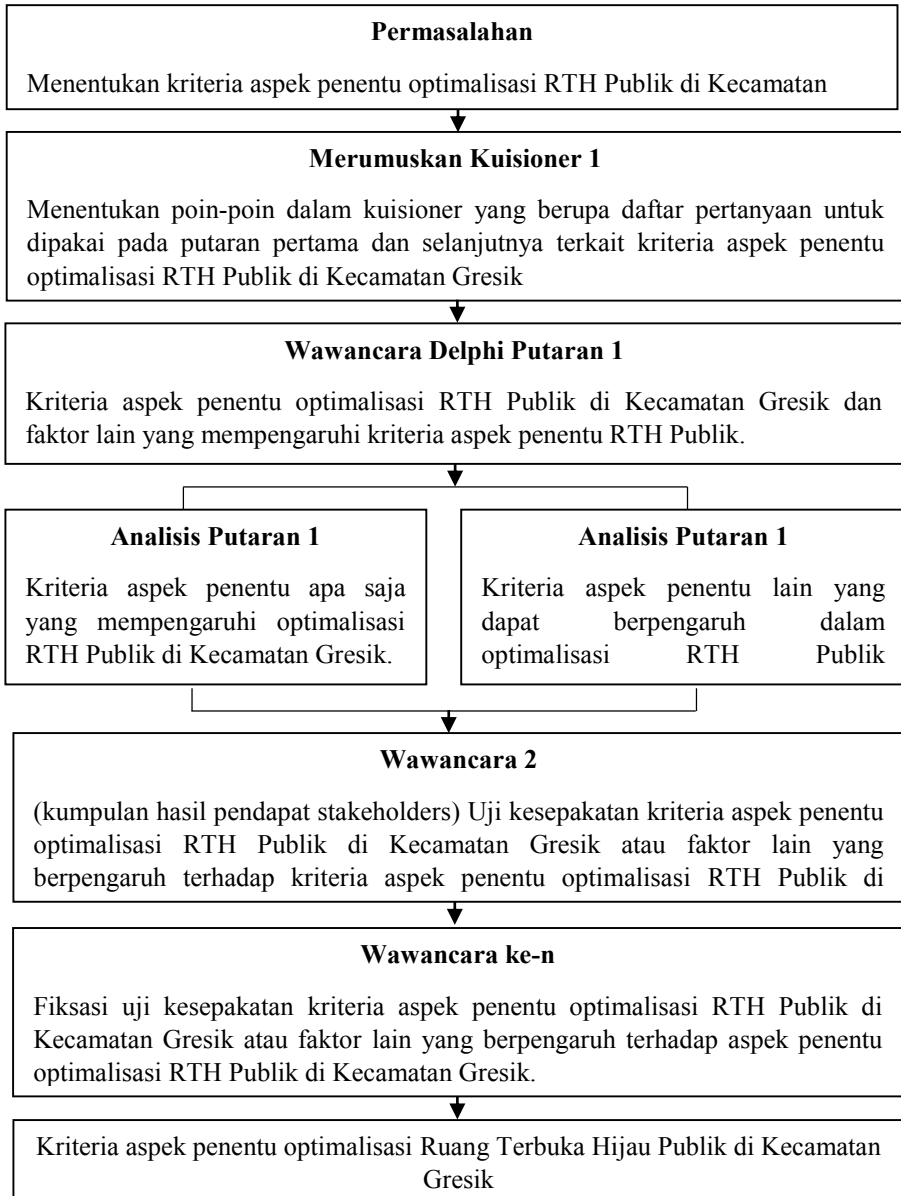 Permasalahan
Menentukan kriteria aspek penentu optimalisasi RTH Publik di Kecamatan
Merumuskan Kuisioner 1
Menentukan poin-poin dalam kuisioner yang berupa daftar pertanyaan untuk
dipakai pada putaran pertama dan selanjutnya terkait kriteria aspek penentu
optimalisasi RTH Publik di Kecamatan Gresik
Wawancara Delphi Putaran 1
Kriteria aspek penentu optimalisasi RTH Publik di Kecamatan Gresik dan
faktor lain yang mempengaruhi kriteria aspek penentu RTH Publik.
Analisis Putaran 1
Kriteria aspek penentu apa saja
yang mempengaruhi optimalisasi
RTH Publik di Kecamatan Gresik.
Analisis Putaran 1
Kriteria aspek penentu lain yang
dapat berpengaruh dalam
optimalisasi RTH Publik
Wawancara 2
(kumpulan hasil pendapat stakeholders) Uji kesepakatan kriteria aspek penentu
optimalisasi RTH Publik di Kecamatan Gresik atau faktor lain yang
berpengaruh terhadap kriteria aspek penentu optimalisasi RTH Publik di
Wawancara ke-n
Fiksasi uji kesepakatan kriteria aspek penentu optimalisasi RTH Publik di
Kecamatan Gresik atau faktor lain yang berpengaruh terhadap aspek penentu
optimalisasi RTH Publik di Kecamatan Gresik.
Kriteria aspek penentu optimalisasi Ruang Terbuka Hijau Publik di Kecamatan
Gresik